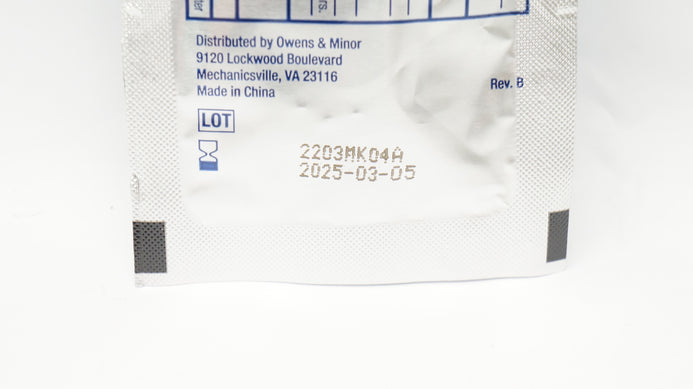 rs.
Distributed by Owens & Minor
9120 Lockwood Boulevard
Mechanicsville, VA 23116
Made in China
Rev. B
LOT
2203MK04A
2025-03-05